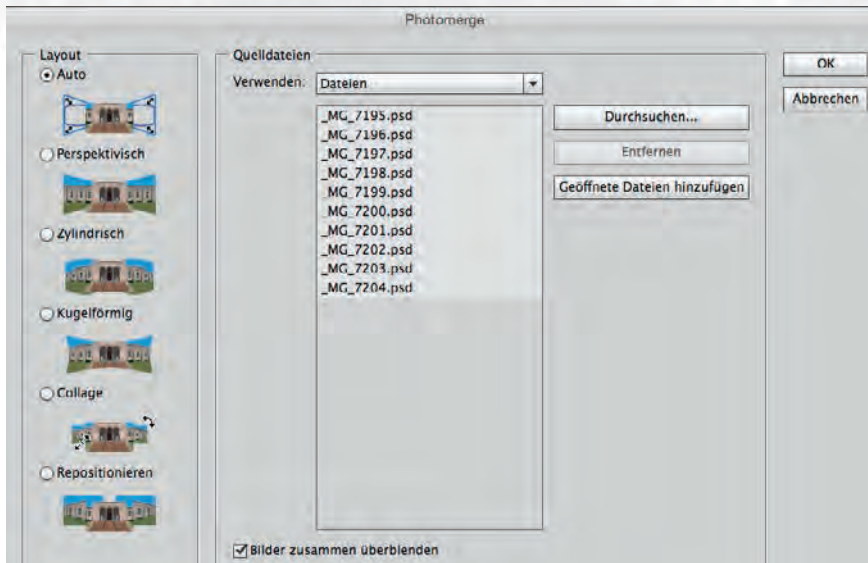 Photomerge
Layout
Auto
Perspektivisch
Zylindrisch
Kugelförmig
Collage
Repositionieren
Quelldateien
Verwenden: Dateien
_MG_7195.psd
_MG_7196.psd
_MG_7197.psd
_MG_7198.psd
_MG_7199.psd
_MG_7200.psd
_MG_7201.psd
_MG_7202.psd
_MG_7203.psd
_MG_7204.psd
Durchsuchen...
Entfernen
Geöffnete Dateien hinzufügen
Bilder zusammen überblenden
OK
Abbrechen